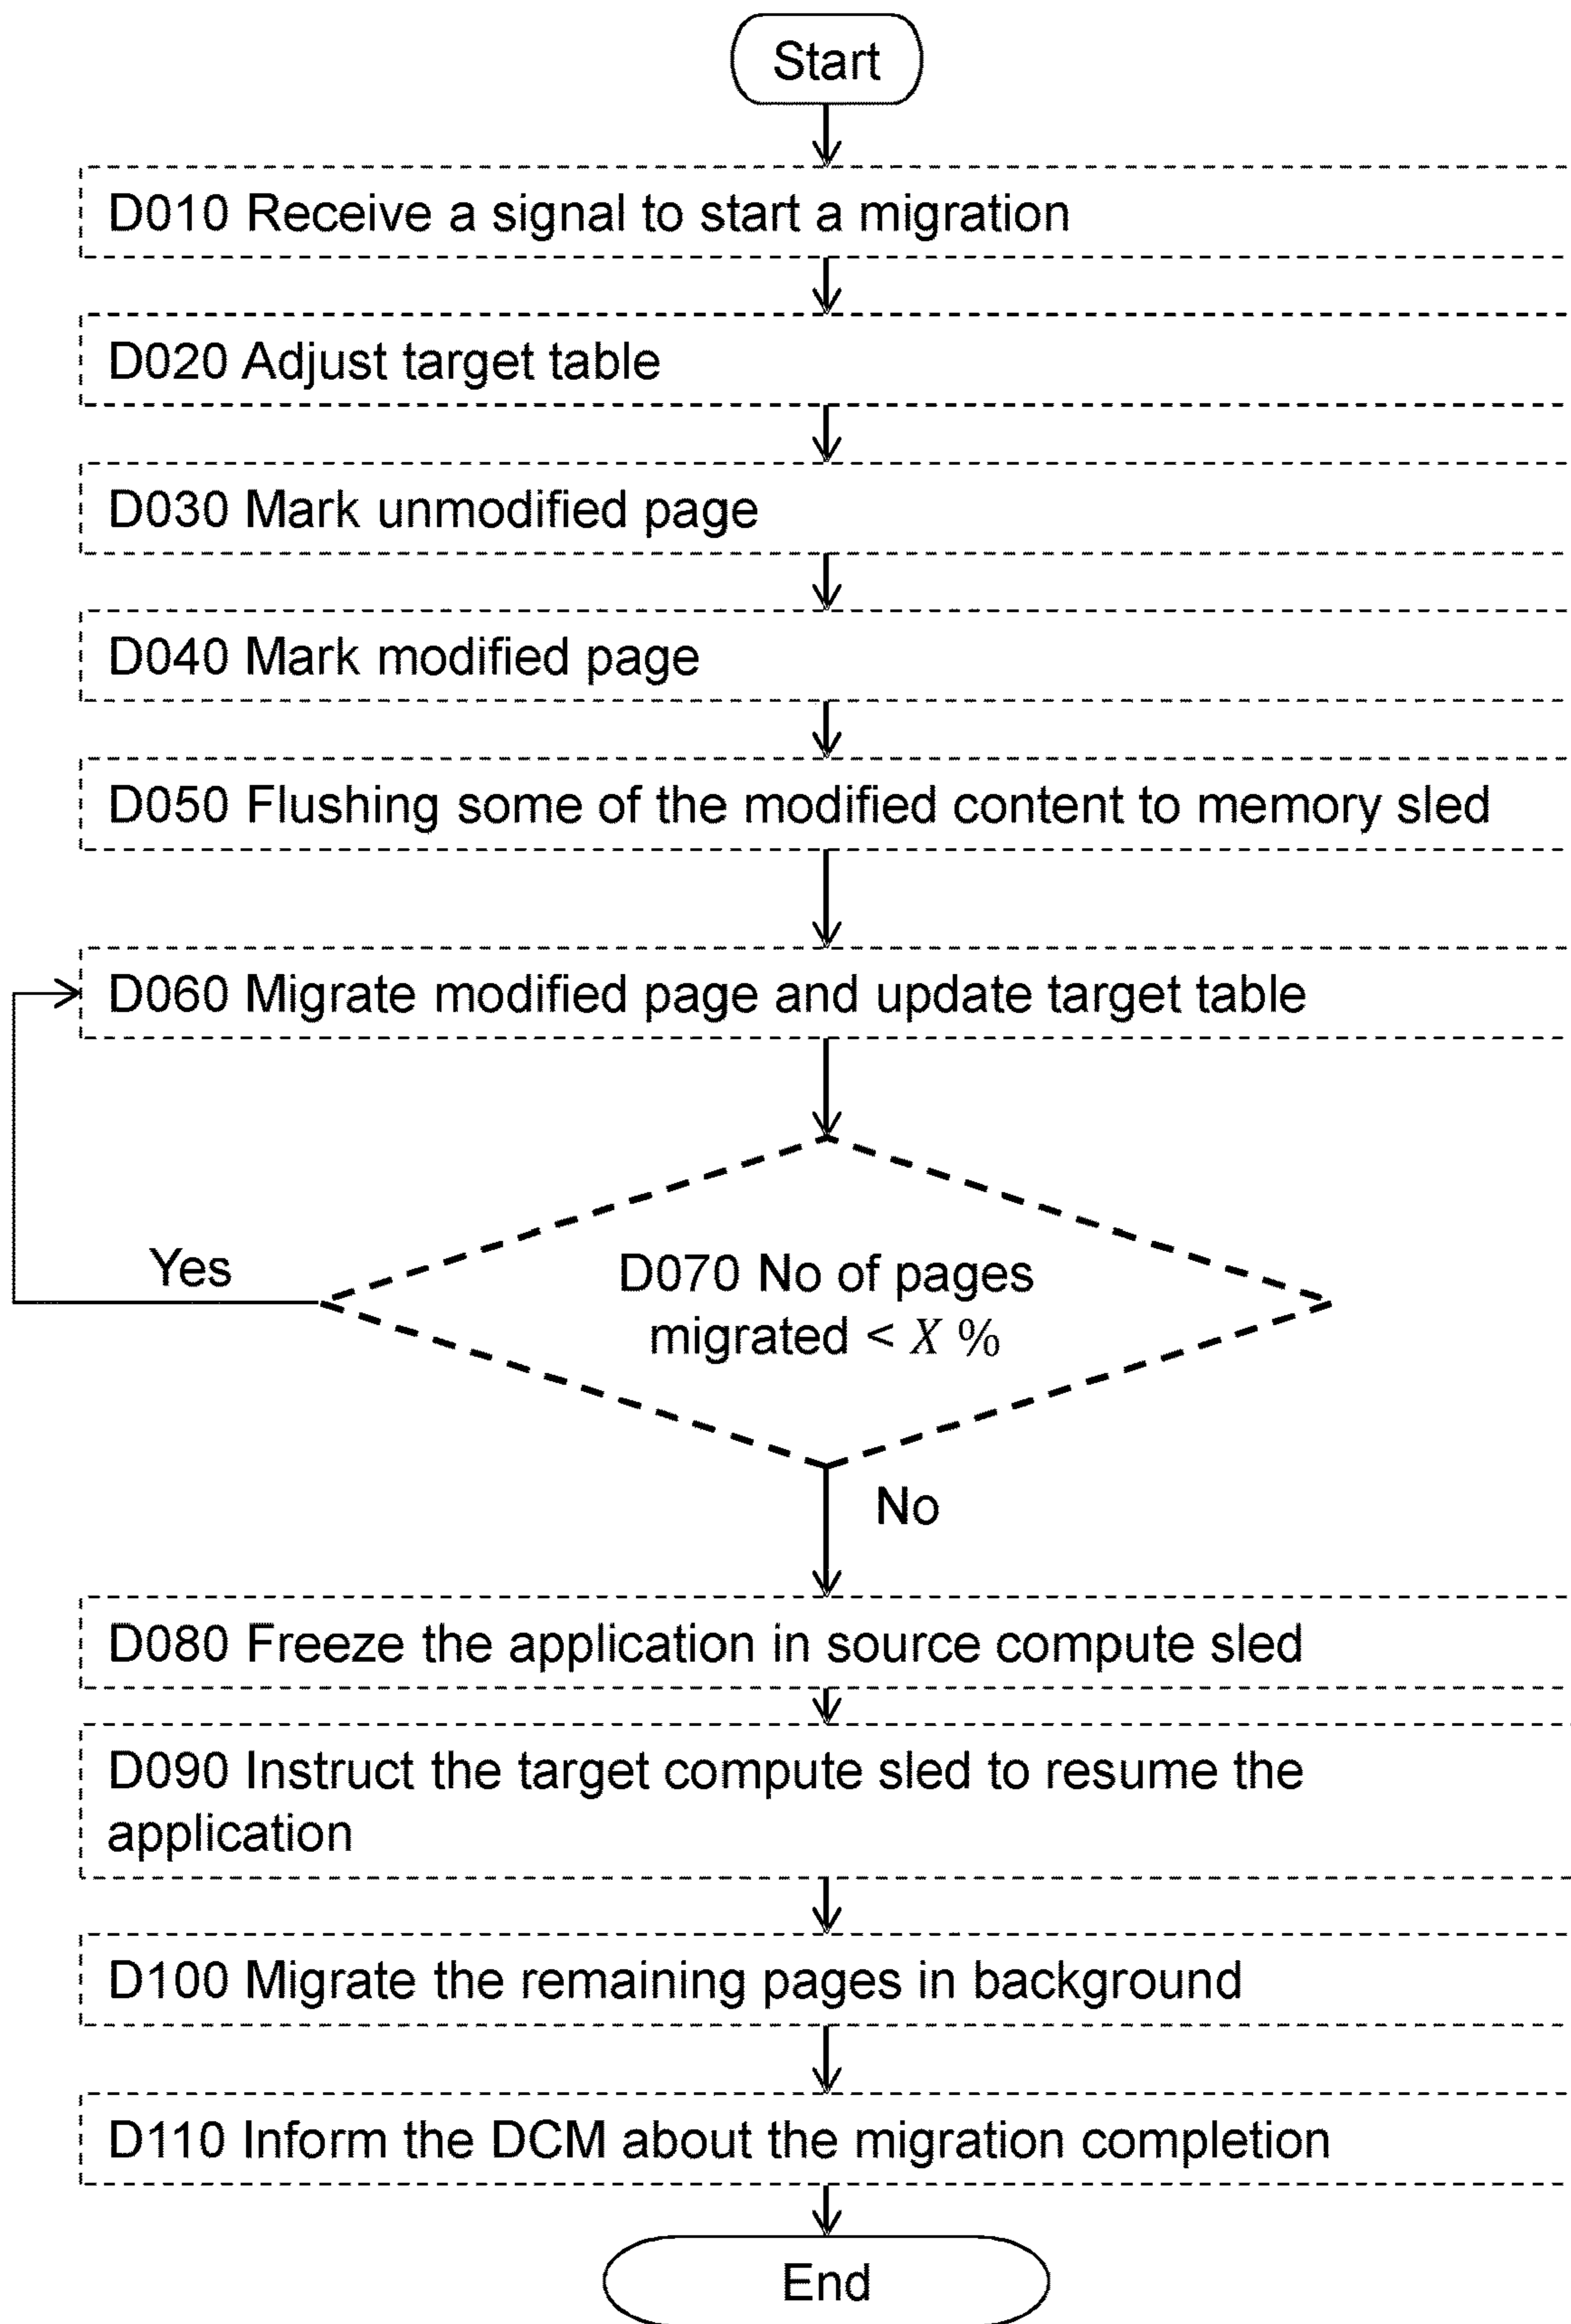 Start
D010 Receive a signal to start a migration
D020 Adjust target table
D030 Mark unmodified page
D040 Mark modified page
D050 Flushing some of the modified content to memory sled
D060 Migrate modified page and update target table
Yes
D070 No of pages
migrated < X %
No
D080 Freeze the application in source compute sled
D090 Instruct the target compute sled to resume the
application
D100 Migrate the remaining pages in background
D110 Inform the DCM about the migration completion
End